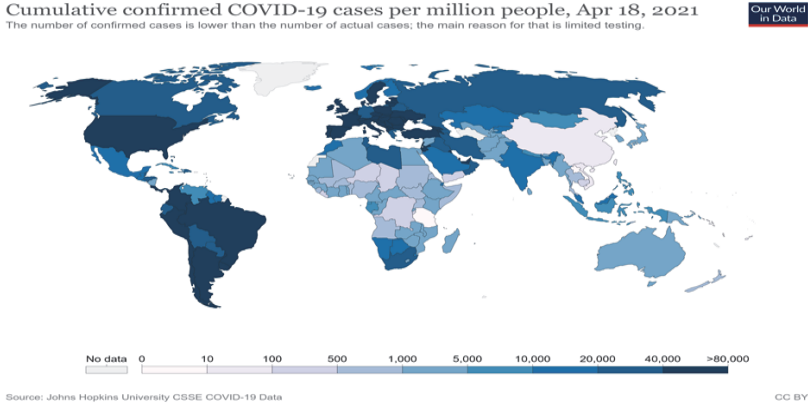 Cumulative confirmed COVID-19 cases per million people, Apr 18, 2021
The number of confirmed cases is lower than the number of actual cases; the main reason for that is limited testing.
Our World
in Data
No data 0 10 100 500 1,000 5,000 10,000 20,000 40,000 >80,000
Source: Johns Hopkins University CSSE COVID-19 Data
CC BY